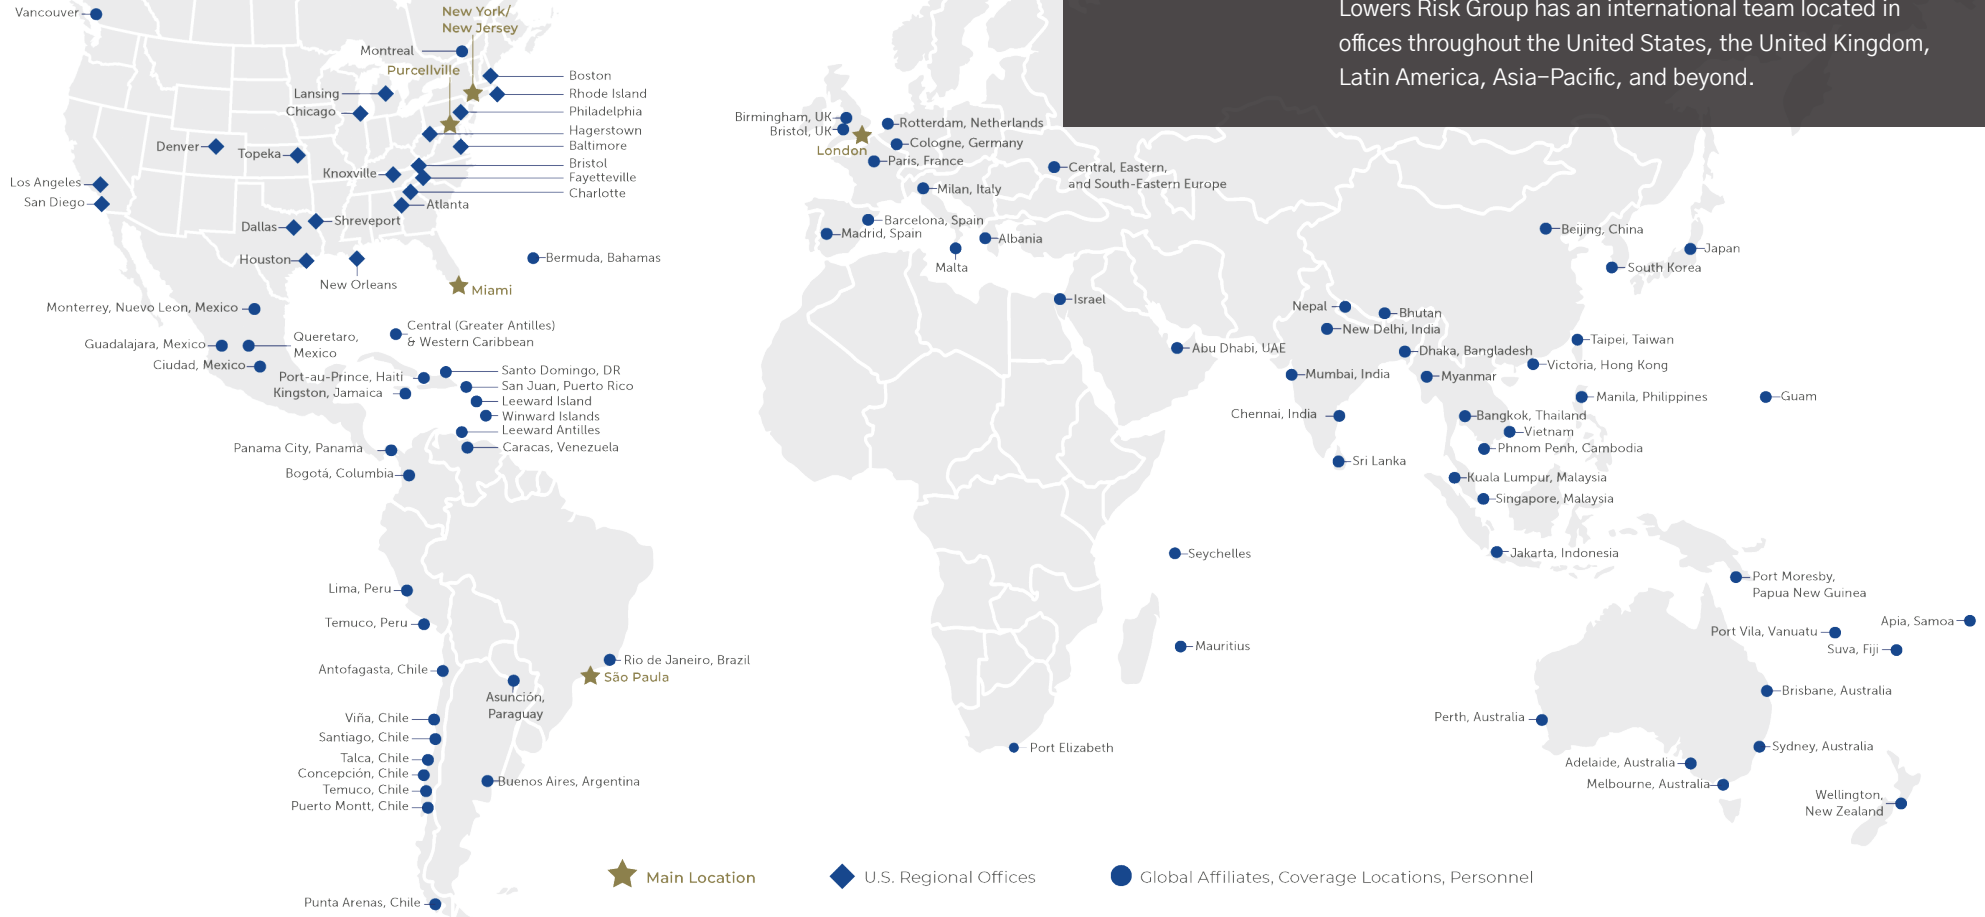 Lowers Risk Group has an international team located in
offices throughout the United States, the United Kingdom,
Latin America, Asia-Pacific, and beyond.
Vancouver
New York/
New Jersey
Montreal
Purcellville
Boston
Lansing
Rhode Island
Chicago
Philadelphia
Hagerstown
Denver
Topeka
Baltimore
Bristol
Knoxville
Fayetteville
Los Angeles
Charlotte
San Diego
Atlanta
Dallas
Shreveport
Houston
New Orleans
Bermuda, Bahamas
Miami
Monterrey, Nuevo Leon, Mexico
Guadalajara, Mexico
Queretaro,
Mexico
Ciudad, Mexico
Central (Greater Antilles)
& Western Caribbean
Port-au-Prince, Haiti
Kingston, Jamaica
Santo Domingo, DR
San Juan, Puerto Rico
Leeward Island
Winward Islands
Leeward Antilles
Caracas, Venezuela
Panama City, Panama
Bogotá, Columbia
Lima, Peru
Temuco, Peru
Antofagasta, Chile
Rio de Janeiro, Brazil
São Paula
Asunción,
Paraguay
Viña, Chile
Santiago, Chile
Talca, Chile
Concepción, Chile
Temuco, Chile
Puerto Montt, Chile
Buenos Aires, Argentina
Punta Arenas, Chile
Birmingham, UK
Bristol, UK
London
Rotterdam, Netherlands
Cologne, Germany
Paris, France
Milan, Italy
Central, Eastern,
and South-Eastern Europe
Barcelona, Spain
Madrid, Spain
Albania
Malta
Israel
Abu Dhabi, UAE
Nepal
Bhutan
New Delhi, India
Dhaka, Bangladesh
Mumbai, India
Myanmar
Chennai, India
Sri Lanka
Beijing, China
Japan
South Korea
Taipei, Taiwan
Victoria, Hong Kong
Manila, Philippines
Guam
Bangkok, Thailand
Vietnam
Phnom Penh, Cambodia
Kuala Lumpur, Malaysia
Singapore, Malaysia
Jakarta, Indonesia
Seychelles
Mauritius
Port Elizabeth
Port Moresby,
Papua New Guinea
Apia, Samoa
Port Vila, Vanuatu
Suva, Fiji
Brisbane, Australia
Perth, Australia
Sydney, Australia
Adelaide, Australia
Melbourne, Australia
Wellington,
New Zealand
Main Location
U.S. Regional Offices
Global Affiliates, Coverage Locations, Personnel